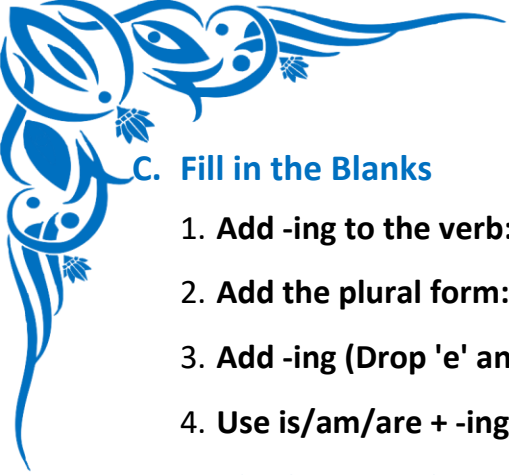 C. Fill in the Blanks
1. Add -ing to the verb:
2. Add the plural form:
3. Add -ing (Drop 'e' an
4. Use is/am/are + -ing